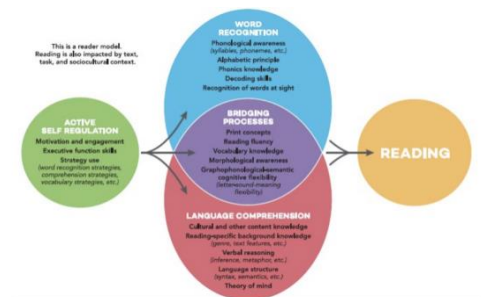 This is a reader model.
Reading is also impacted by text,
task, and sociocultural context.
ACTIVE
SELF REGULATION
Motivation and engagement
Executive function skills
Strategy use
(word recognition strategies,
comprehension strategies,
vocabulary strategies, etc.)
WORD
RECOGNITION
Phonological awareness
(syllables, phonemes, etc.)
Alphabetic principle
Phonics knowledge
Decoding skills
Recognition of words at sight
BRIDGING
PROCESSES
Print concepts
Reading fluency
Vocabulary knowledge
Morphological awareness
Graphophonological-semantic
cognitive flexibility
(letter-sound-meaning
flexibility)
LANGUAGE COMPREHENSION
Cultural and other content knowledge
Reading-specific background knowledge
(genre, text features, etc.)
Verbal reasoning
(inference, metaphor, etc.)
Language structure
(syntax, semantics, etc.)
Theory of mind
READING